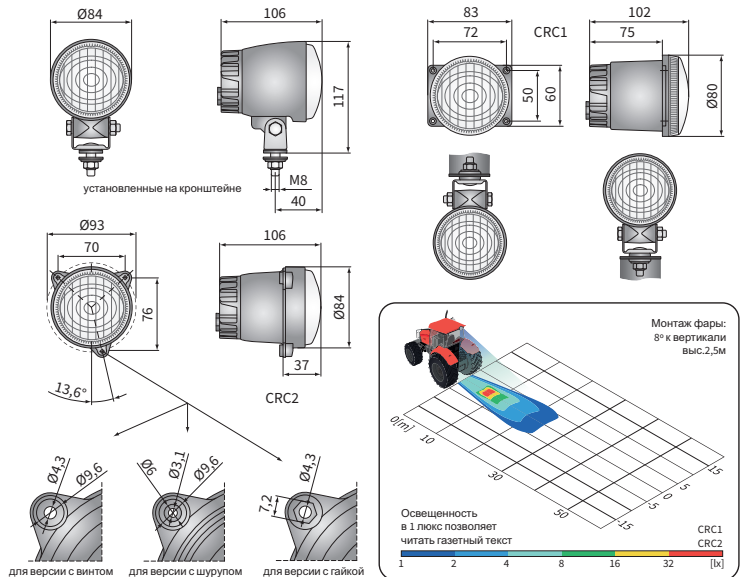 Ø84
106
117
M8
40
установленные на кронштейне
83
72
CRC1
50
60
102
75
Ø80
Ø93
70
76
13,6°
106
Ø84
37
CRC2
Ø4,3
Ø9,6
для версии с винтом
Ø6
Ø3,1
Ø9,6
для версии с шурупом
Ø4,3
7,2
для версии с гайкой
Монтаж фары:
8º к вертикали
выс.2,5м
0[m]
10
30
50
15
5
0
-5
-15
Освещенность
в 1 люкс позволяет
читать газетный текст
CRC1
CRC2
1 2 4 8 16 32 [lx]